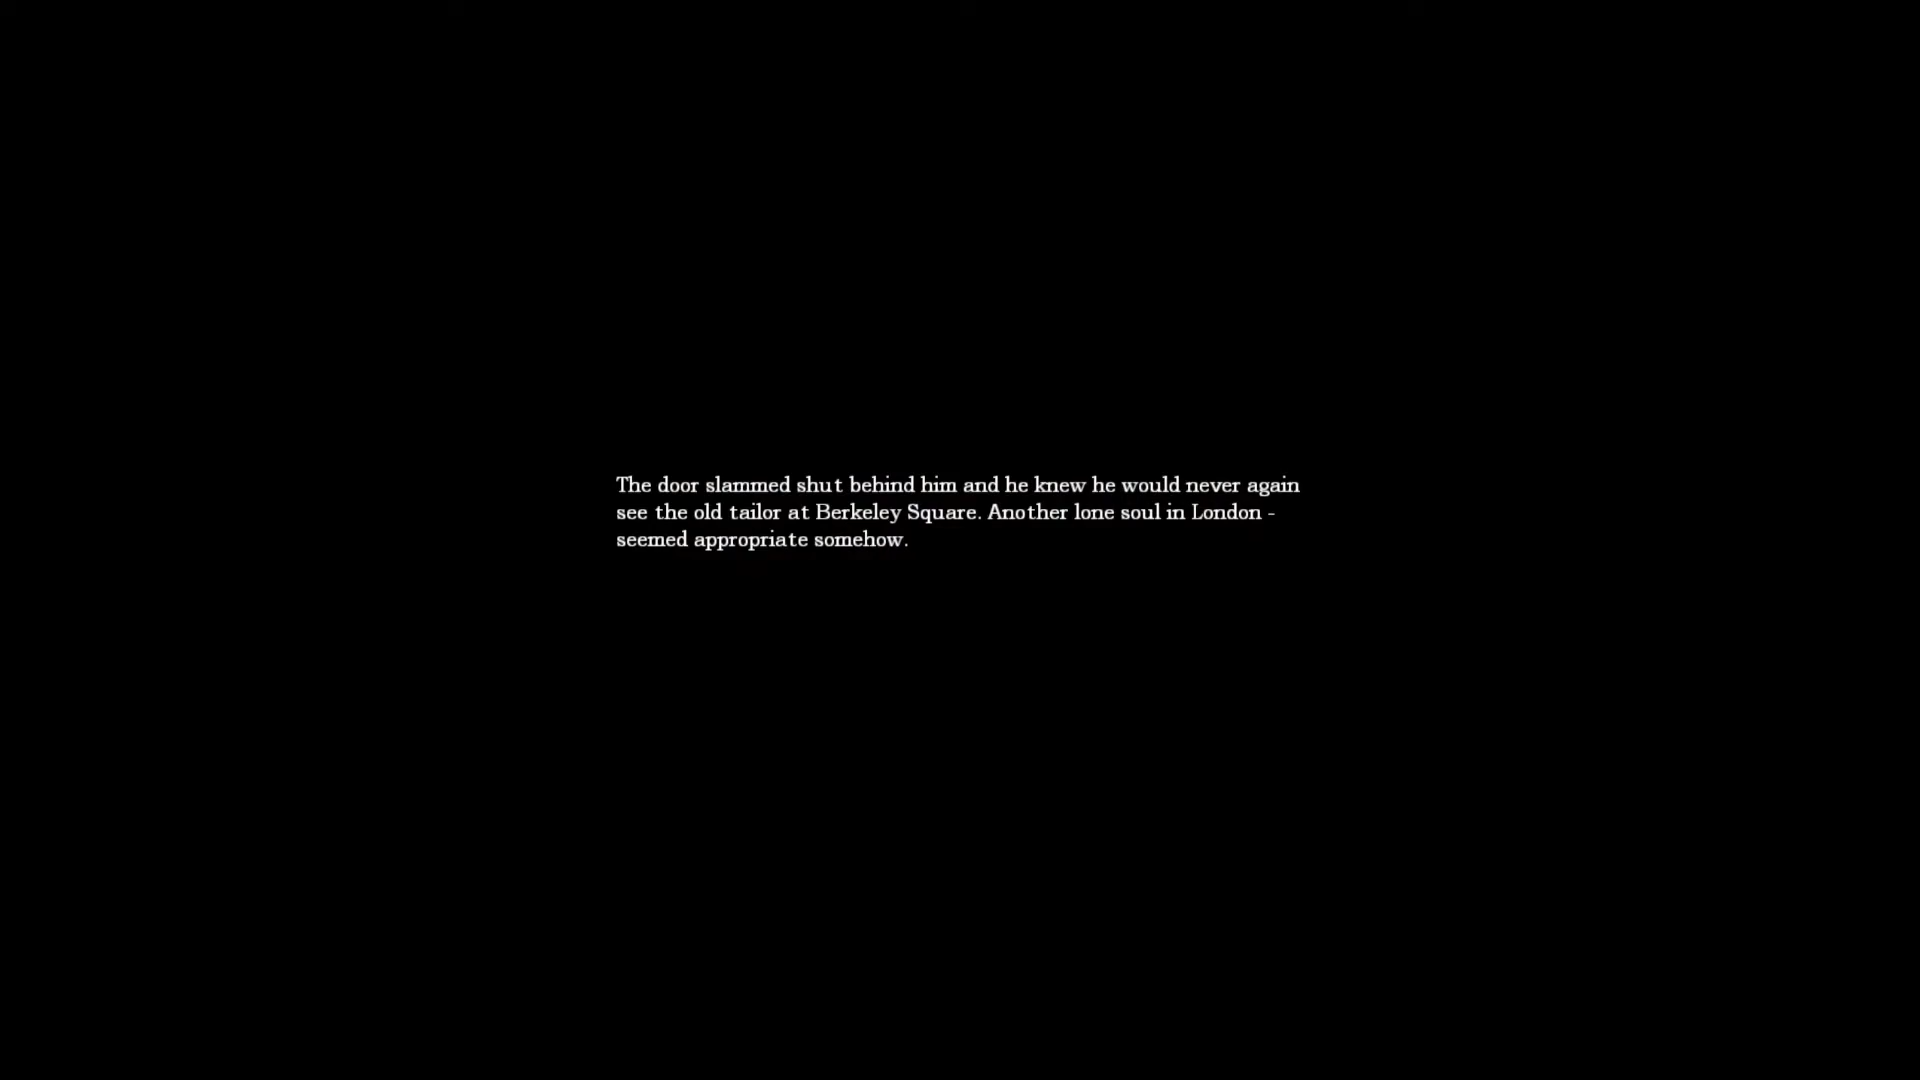 The door slammed shut behind him and he knew he would never again
see the old tailor at Berkeley Square. Another lone soul in London -
seemed appropriate somehow.